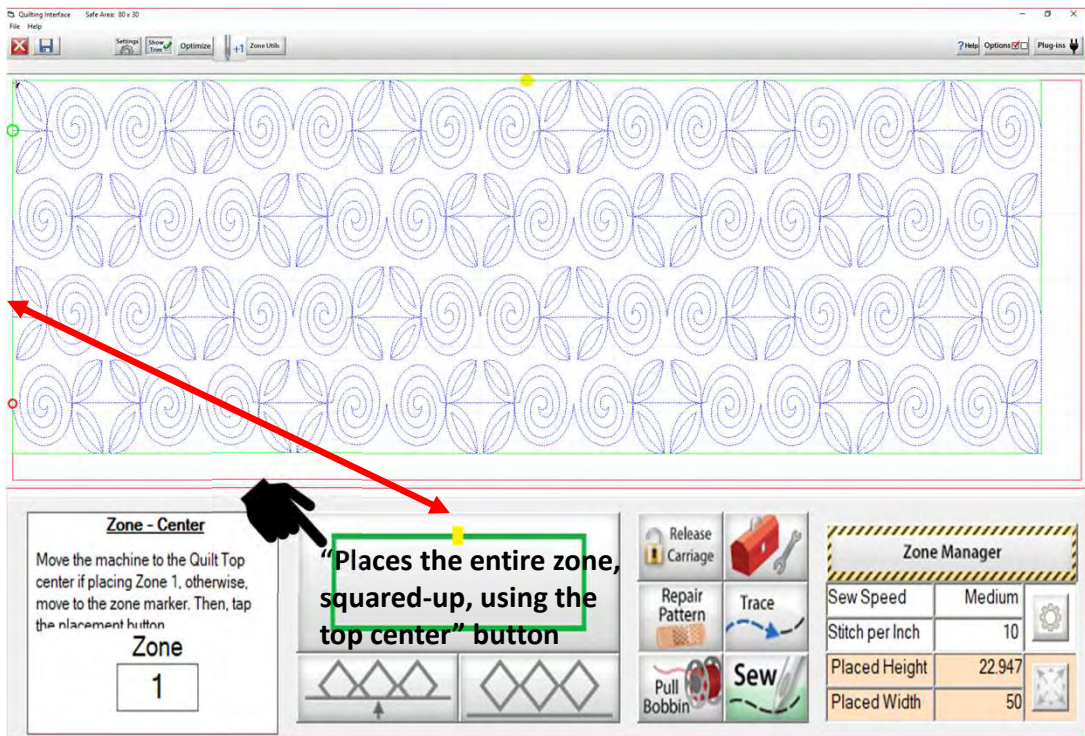 Quilting Interface Safe Area: 80 x 30
File Help
Settings
Show
Trim
Optimize
+1
Zone Utils
?Help
Options
Plug-ins
Zone - Center
Move the machine to the Quilt Top
center if placing Zone 1, otherwise,
move to the zone marker. Then, tap
the placement button
Zone
1
“Places the entire zone,
squared-up, using the
top center” button
Release
Carriage
Repair
Pattern
Trace
Pull
Bobbin
Sew
Zone Manager
Sew Speed Medium
Stitch per Inch 10
Placed Height 22.947
Placed Width 50